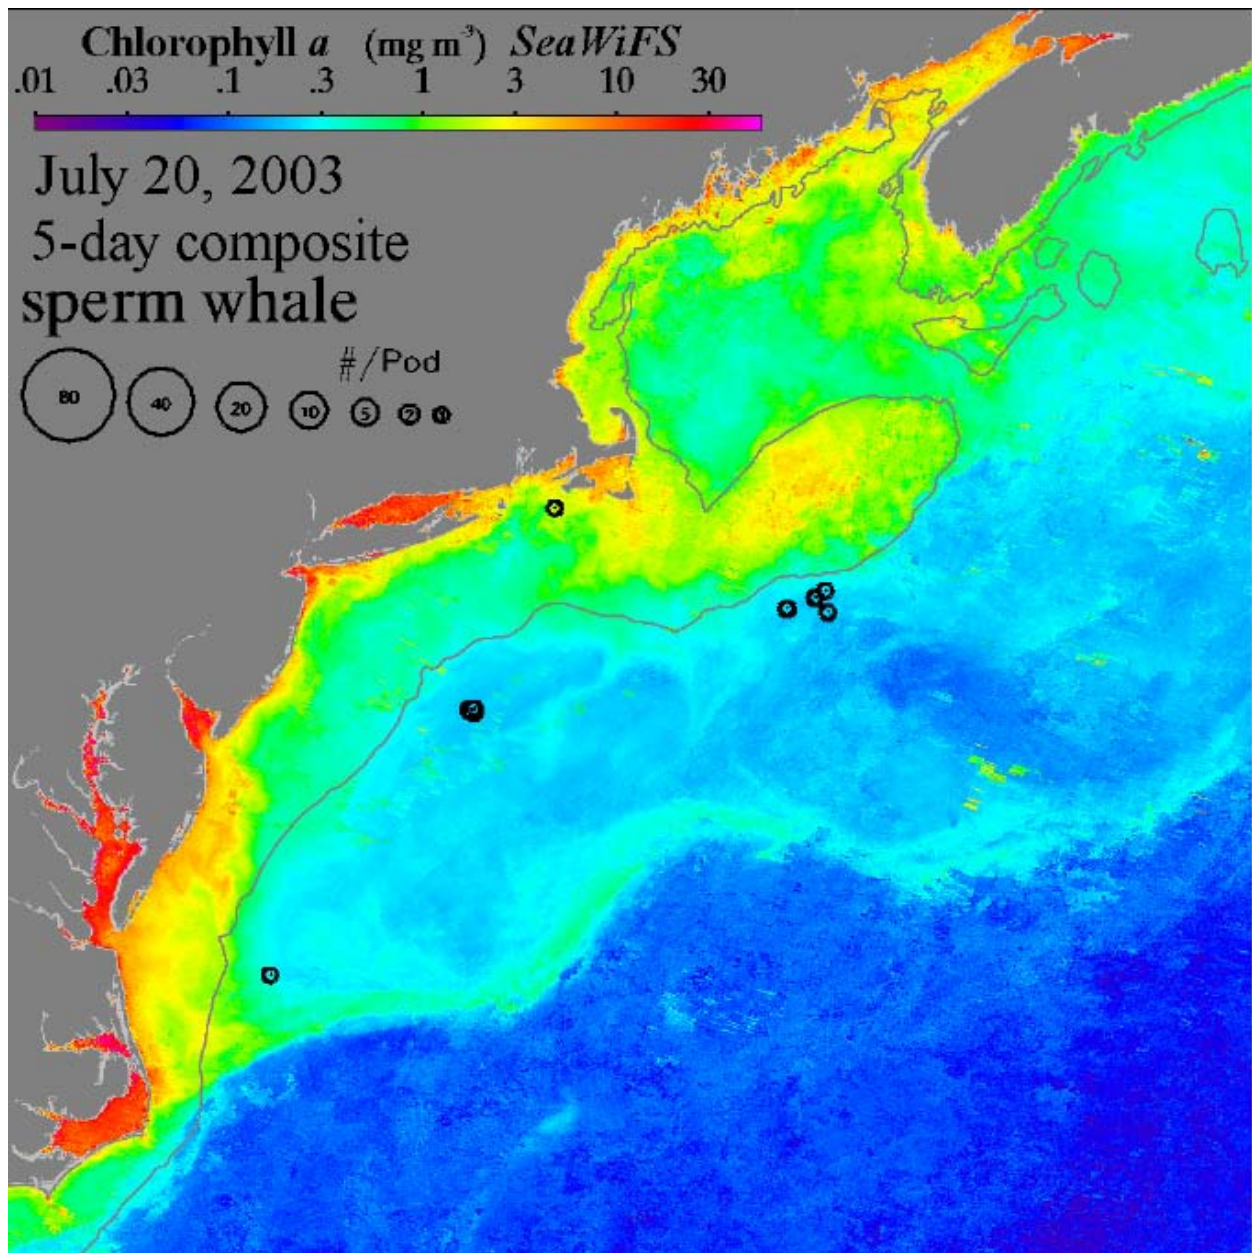 Chlorophyll a (mg m⁻³) SeaWiFS
.01 .03 .1 .3 1 3 10 30
July 20, 2003
5-day composite
sperm whale
#/Pod
80 40 20 10 5 2